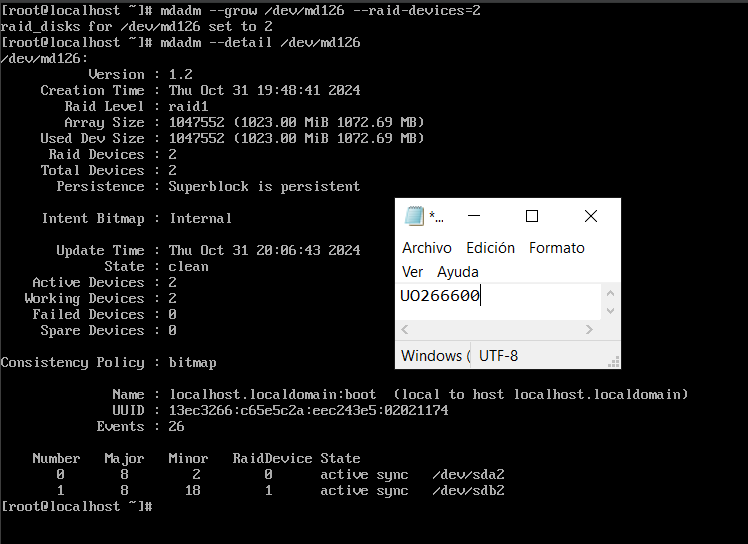 [root@localhost ~]# mdadm --grow /dev/md126 --raid-devices=2
raid_disks for /dev/md126 set to 2
[root@localhost ~]# mdadm --detail /dev/md126
/dev/md126:
Version : 1.2
Creation Time : Thu Oct 31 19:48:41 2024
Raid Level : raid1
Array Size : 1047552 (1023.00 MiB 1072.69 MB)
Used Dev Size : 1047552 (1023.00 MiB 1072.69 MB)
Raid Devices : 2
Total Devices : 2
Persistence : Superblock is persistent
Intent Bitmap : Internal
Update Time : Thu Oct 31 20:06:43 2024
State : clean
Active Devices : 2
Working Devices : 2
Failed Devices : 0
Spare Devices : 0
Consistency Policy : bitmap
Name : localhost.localdomain:boot (local to host localhost.localdomain)
UUID : 13ec3266:c65e5c2a:eec243e5:02021174
Events : 26
Number Major Minor RaidDevice State
0 8 2 0 active sync /dev/sda2
1 8 18 1 active sync /dev/sdb2
[root@localhost ~]#
*...
Archivo Edición Formato
Ver Ayuda
UO266600
Windows (
UTF-8